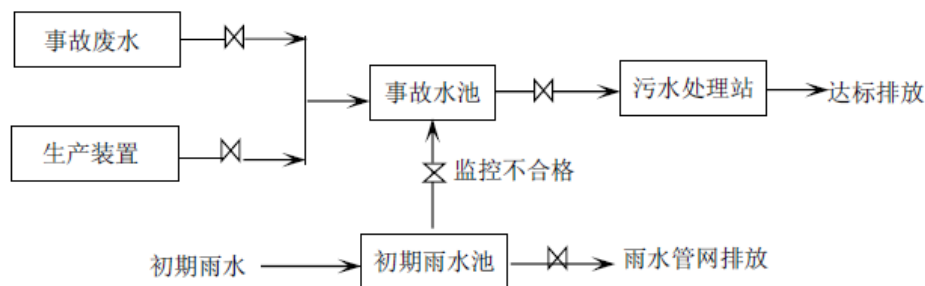 事故废水
事故水池
污水处理站
达标排放
生产装置
监控不合格
初期雨水
初期雨水池
雨水管网排放